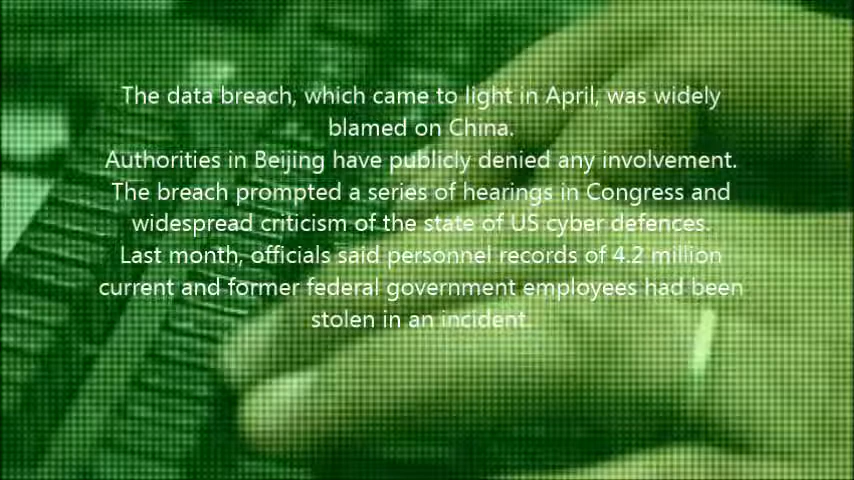 The data breach, which came to light in April, was widely
blamed on China.
Authorities in Beijing have publicly denied any involvement.
The breach prompted a series of hearings in Congress and
widespread criticism of the state of US cyber defences.
Last month, officials said personnel records of 4.2 million
current and former federal government employees had been
stolen in an incident.